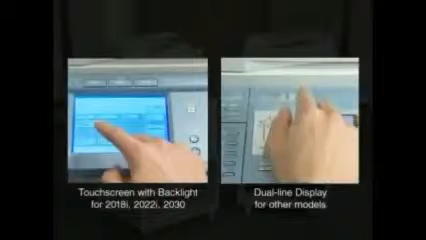 Touchscreen with Backlight
for 2018i, 2022i, 2030
Dual-line Display
for other models